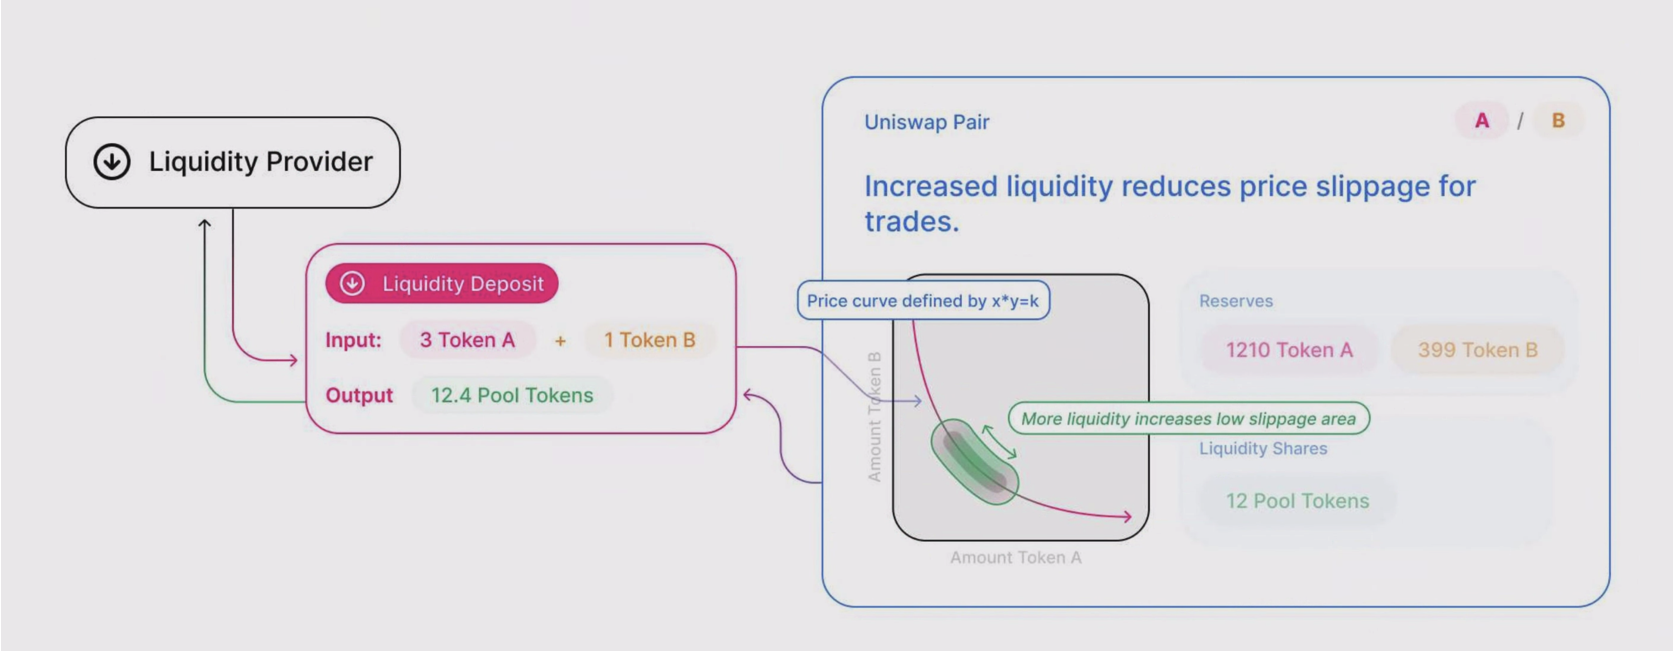 Liquidity Provider
Liquidity Deposit
Input: 3 Token A + 1 Token B
Output 12.4 Pool Tokens
Uniswap Pair
A / B
Increased liquidity reduces price slippage for
trades.
Price curve defined by x*y=k
Amount Token B
More liquidity increases low slippage area
Amount Token A
Reserves
1210 Token A 399 Token B
Liquidity Shares
12 Pool Tokens